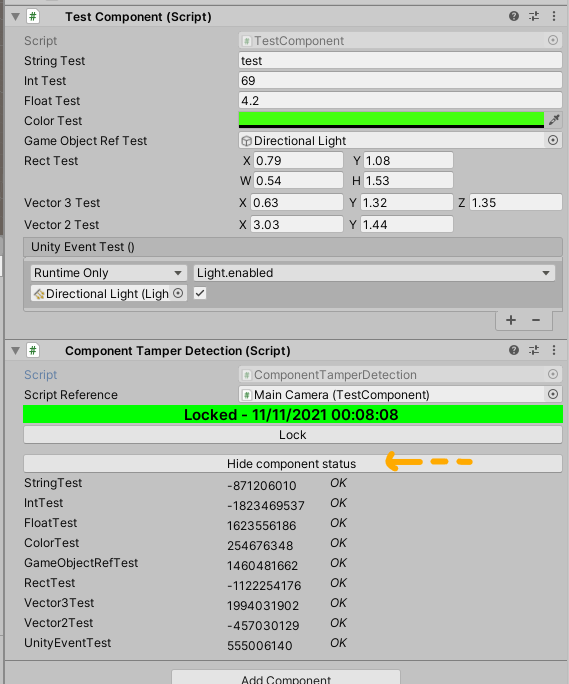 Test Component (Script)
Script TestComponent
String Test test
Int Test 69
Float Test 4.2
Color Test
Game Object Ref Test Directional Light
Rect Test X 0.79 Y 1.08
W 0.54 H 1.53
Vector 3 Test X 0.63 Y 1.32 Z 1.35
Vector 2 Test X 3.03 Y 1.44
Unity Event Test ()
Runtime Only Light.enabled
Directional Light (Ligh
Component Tamper Detection (Script)
Script ComponentTamperDetection
Script Reference Main Camera (TestComponent)
Locked - 11/11/2021 00:08:08
Lock
Hide component status
StringTest -871206010 OK
IntTest -1823469537 OK
FloatTest 1623556186 OK
ColorTest 254676348 OK
GameObjectRefTest 1460481662 OK
RectTest -1122254176 OK
Vector3Test 1994031902 OK
Vector2Test -457030129 OK
UnityEventTest 555006140 OK
Add Component